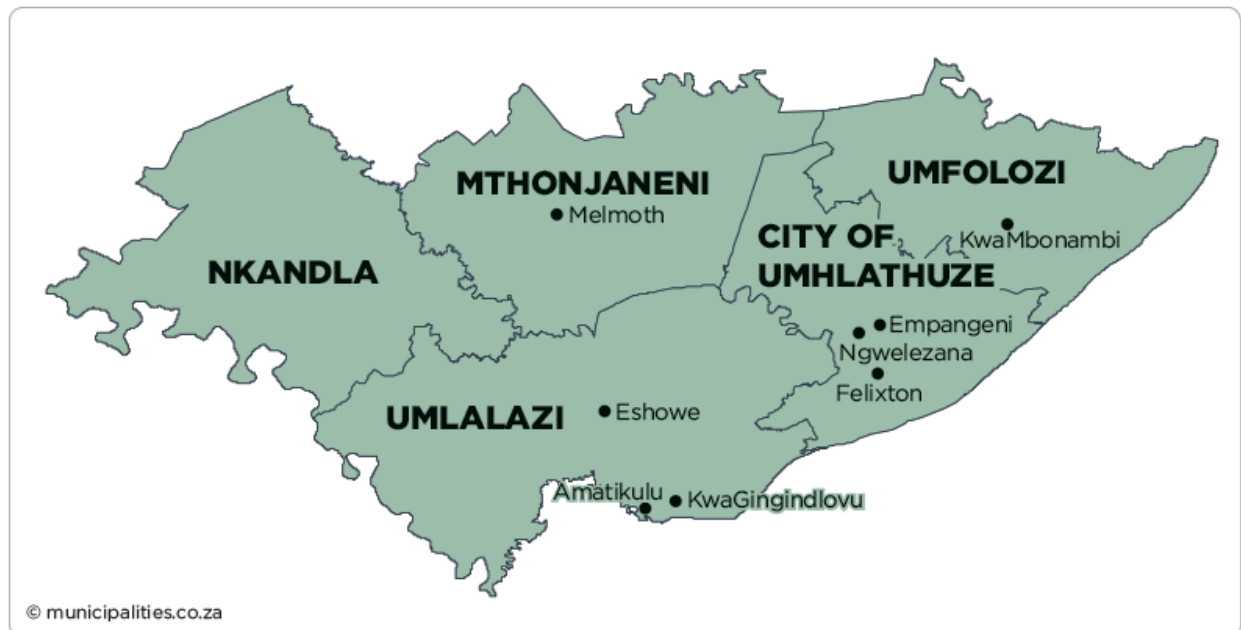 UMFOLOZI
MTHONJANENI
Melmoth
CITY OF
UMHLATHUZE
KwaMbonambi
NKANDLA
Empangeni
Ngwelezana
Felixton
UMLALAZI
Eshowe
Amatikulu
KwaGingindlovu
© municipalities.co.za